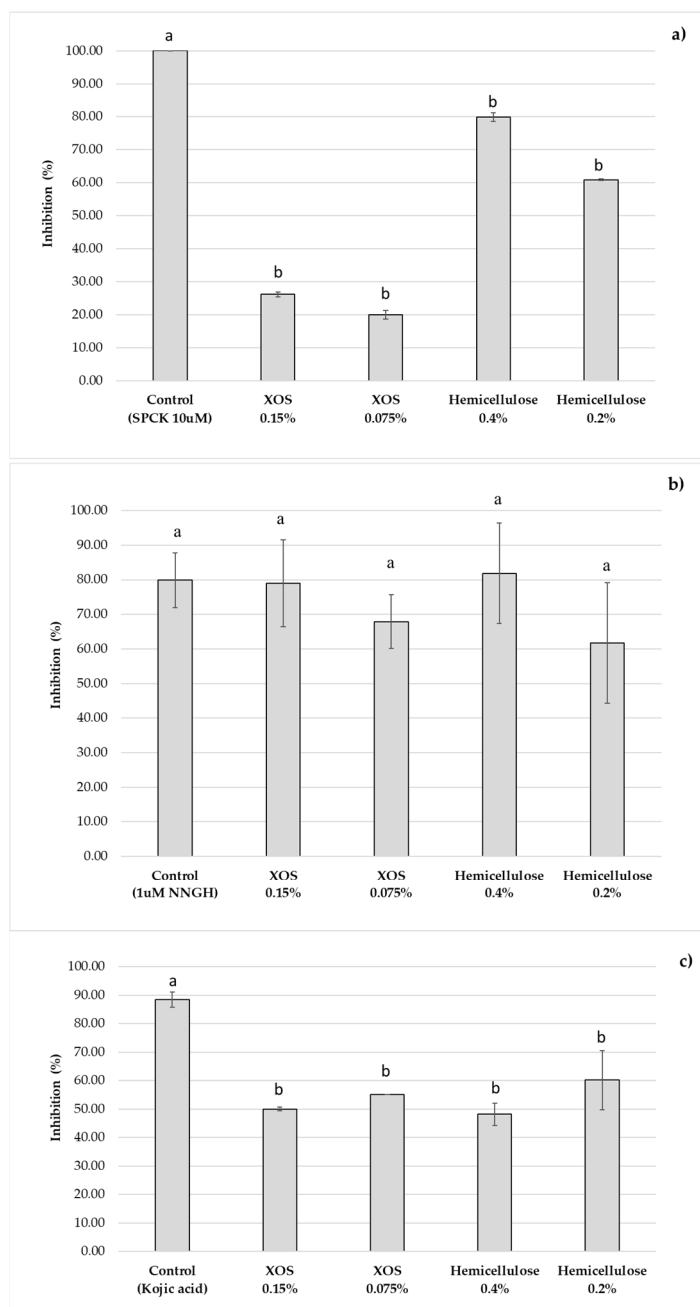 a)
Inhibition (%)
100.00
90.00
80.00
70.00
60.00
50.00
40.00
30.00
20.00
10.00
0.00
a
b
b
b
b
Control
(SPCK 10uM)
XOS
0.15%
XOS
0.075%
Hemicellulose
0.4%
Hemicellulose
0.2%
b)
Inhibition (%)
100.00
90.00
80.00
70.00
60.00
50.00
40.00
30.00
20.00
10.00
0.00
a
a
a
a
a
Control
(1uM NNGH)
XOS
0.15%
XOS
0.075%
Hemicellulose
0.4%
Hemicellulose
0.2%
c)
Inhibition (%)
100.00
90.00
80.00
70.00
60.00
50.00
40.00
30.00
20.00
10.00
0.00
a
b
b
b
b
Control
(Kojic acid)
XOS
0.15%
XOS
0.075%
Hemicellulose
0.4%
Hemicellulose
0.2%